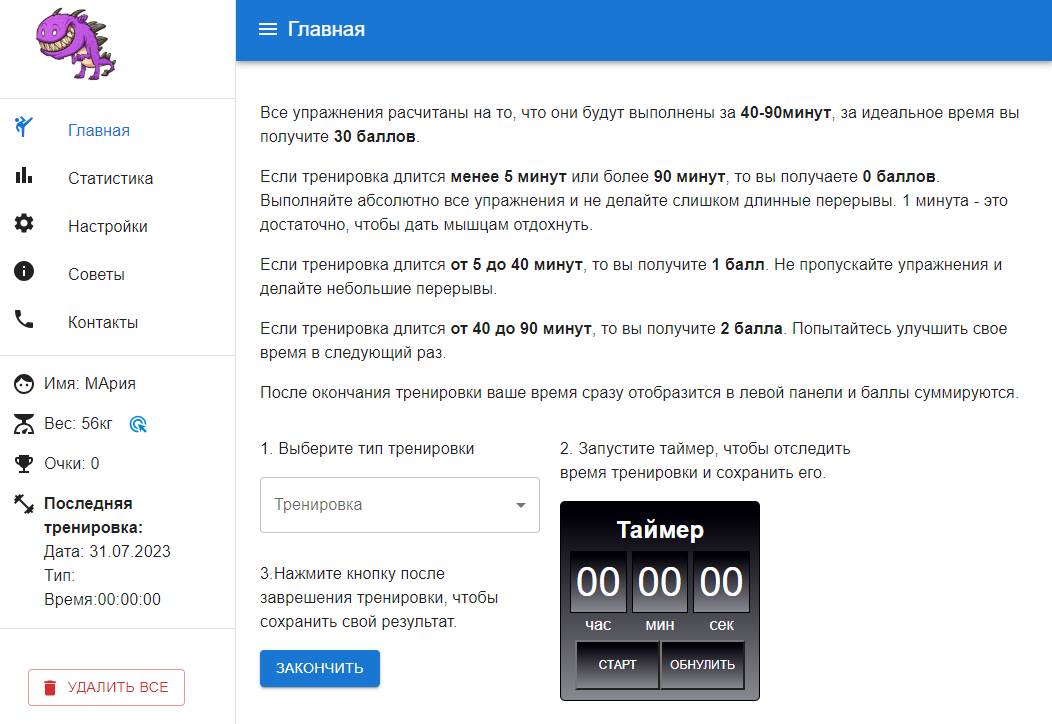 Главная
Статистика
Настройки
Советы
Контакты
Имя: МАрия
Вес: 56кг
Очки: 0
Последняя
тренировка:
Дата: 31.07.2023
Тип:
Время:00:00:00
УДАЛИТЬ ВСЕ
Главная
Все упражнения расчитаны на то, что они будут выполнены за 40-90минут, за идеальное время вы
получите 30 баллов.
Если тренировка длится менее 5 минут или более 90 минут, то вы получаете 0 баллов.
Выполняйте абсолютно все упражнения и не делайте слишком длинные перерывы. 1 минута - это
достаточно, чтобы дать мышцам отдохнуть.
Если тренировка длится от 5 до 40 минут, то вы получите 1 балл. Не пропускайте упражнения и
делайте небольшие перерывы.
Если тренировка длится от 40 до 90 минут, то вы получите 2 балла. Попытайтесь улучшить свое
время в следующий раз.
После окончания тренировки ваше время сразу отобразится в левой панели и баллы суммируются.
1. Выберите тип тренировки
Тренировка
3.Нажмите кнопку после
заврешения тренировки, чтобы
сохранить свой результат.
ЗАКОНЧИТЬ
2. Запустите таймер, чтобы отследить
время тренировки и сохранить его.
Таймер
00 00 00
час мин сек
СТАРТ ОБНУЛИТЬ